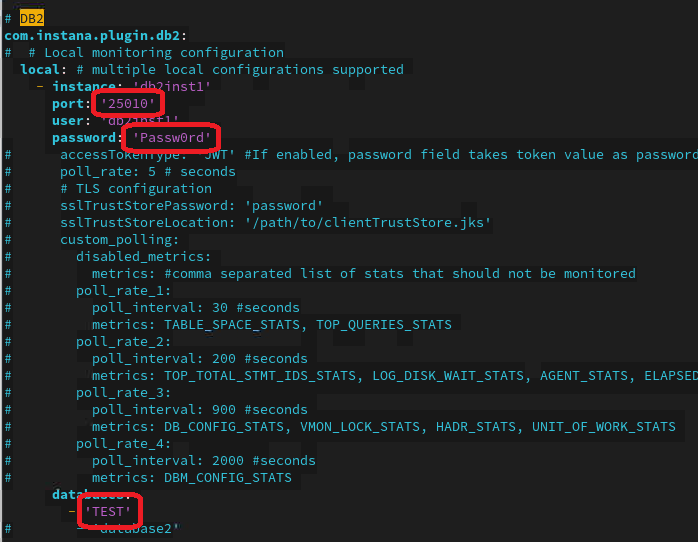 # DB2
com.instana.plugin.db2:
#  # Local monitoring configuration
  local: # multiple local configurations supported
    - instance: 'db2inst1'
      port: '25010'
      user: 'db2inst1'
      password: 'Passw0rd'
#      accessTokenType: 'JWT' #If enabled, password field takes token value as password
#      poll_rate: 5 # seconds
#      # TLS configuration
#      sslTrustStorePassword: 'password'
#      sslTrustStoreLocation: '/path/to/clientTrustStore.jks'
#      custom_polling:
#        disabled_metrics:
#          metrics: #comma separated list of stats that should not be monitored
#        poll_rate_1:
#          poll_interval: 30 #seconds
#          metrics: TABLE_SPACE_STATS, TOP_QUERIES_STATS
#        poll_rate_2:
#          poll_interval: 200 #seconds
#          metrics: TOP_TOTAL_STMT_IDS_STATS, LOG_DISK_WAIT_STATS, AGENT_STATS, ELAPSED
#        poll_rate_3:
#          poll_interval: 900 #seconds
#          metrics: DB_CONFIG_STATS, VMON_LOCK_STATS, HADR_STATS, UNIT_OF_WORK_STATS
#        poll_rate_4:
#          poll_interval: 2000 #seconds
#          metrics: DBM_CONFIG_STATS
      databases:
        - 'TEST'
#        - 'database2'